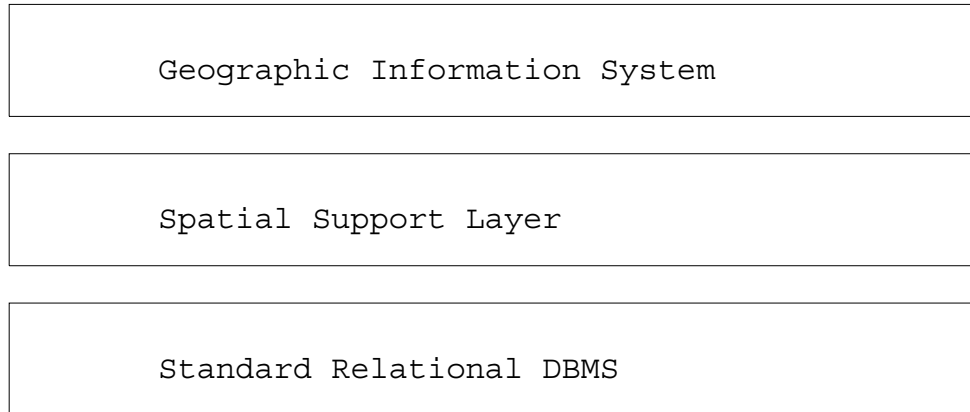 Geographic Information System
Spatial Support Layer
Standard Relational DBMS